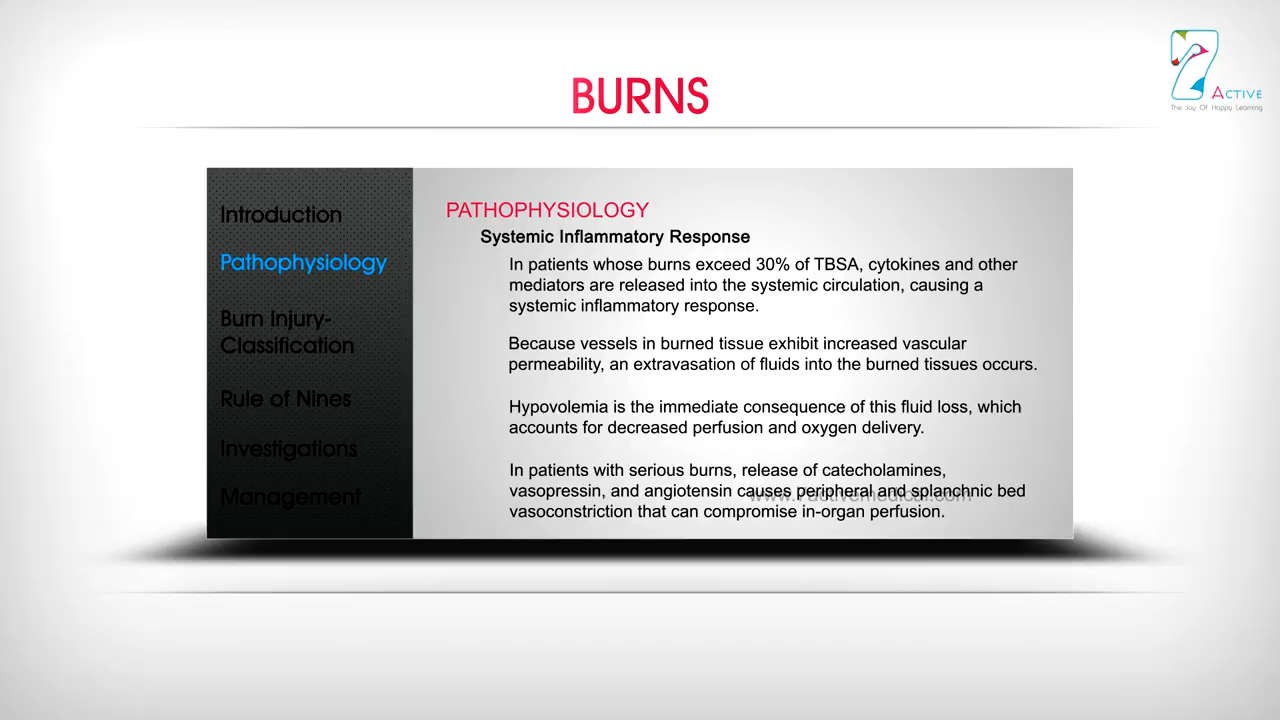 BURNS
7 ACTIVE
The Joy Of Happy Learning
Introduction
Pathophysiology
Burn Injury-
Classification
Rule of Nines
Investigations
Management
PATHOPHYSIOLOGY
Systemic Inflammatory Response
In patients whose burns exceed 30% of TBSA, cytokines and other
mediators are released into the systemic circulation, causing a
systemic inflammatory response.
Because vessels in burned tissue exhibit increased vascular
permeability, an extravasation of fluids into the burned tissues occurs.
Hypovolemia is the immediate consequence of this fluid loss, which
accounts for decreased perfusion and oxygen delivery.
In patients with serious burns, release of catecholamines,
vasopressin, and angiotensin causes peripheral and splanchnic bed
vasoconstriction that can compromise in-organ perfusion.
www.7activemedical.com